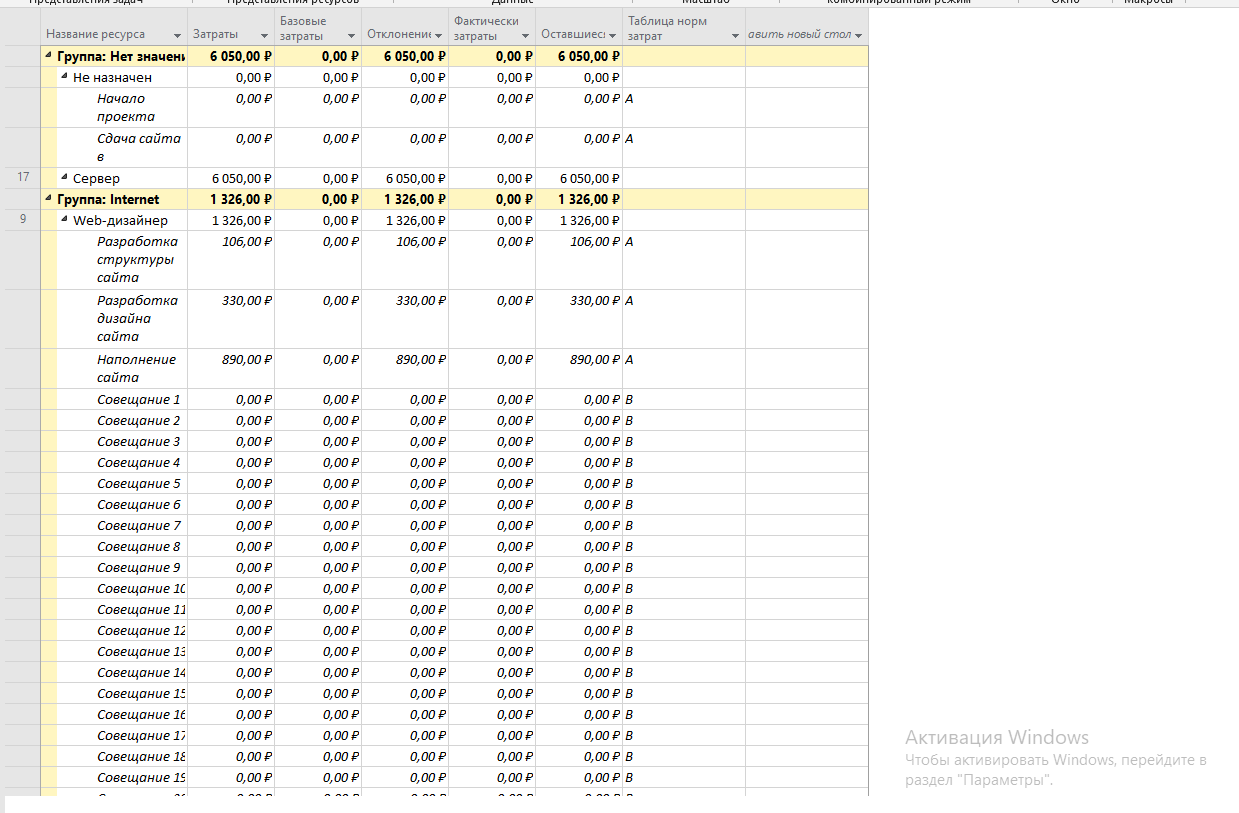 Представления задач Представления ресурсов Данные Масштаб Комбинированный режим Окно Макросы
Название ресурса Затраты Базовые затраты Отклонение Фактически затраты Оставшиес: Таблица норм затрат авить новый стол
Группа: Нет значени 6 050,00 ₽ 0,00 ₽ 6 050,00 ₽ 0,00 ₽ 6 050,00 ₽
Не назначен 0,00 ₽ 0,00 ₽ 0,00 ₽ 0,00 ₽ 0,00 ₽
Начало 0,00 ₽ 0,00 ₽ 0,00 ₽ 0,00 ₽ 0,00 ₽ A
проекта
Сдача сайта 0,00 ₽ 0,00 ₽ 0,00 ₽ 0,00 ₽ 0,00 ₽ A
в
17 Сервер 6 050,00 ₽ 0,00 ₽ 6 050,00 ₽ 0,00 ₽ 6 050,00 ₽
Группа: Internet 1 326,00 ₽ 0,00 ₽ 1 326,00 ₽ 0,00 ₽ 1 326,00 ₽
9 Web-дизайнер 1 326,00 ₽ 0,00 ₽ 1 326,00 ₽ 0,00 ₽ 1 326,00 ₽
Разработка 106,00 ₽ 0,00 ₽ 106,00 ₽ 0,00 ₽ 106,00 ₽ A
структуры
сайта
Разработка 330,00 ₽ 0,00 ₽ 330,00 ₽ 0,00 ₽ 330,00 ₽ A
дизайна
сайта
Наполнение 890,00 ₽ 0,00 ₽ 890,00 ₽ 0,00 ₽ 890,00 ₽ A
сайта
Совещание 1 0,00 ₽ 0,00 ₽ 0,00 ₽ 0,00 ₽ 0,00 ₽ B
Совещание 2 0,00 ₽ 0,00 ₽ 0,00 ₽ 0,00 ₽ 0,00 ₽ B
Совещание 3 0,00 ₽ 0,00 ₽ 0,00 ₽ 0,00 ₽ 0,00 ₽ B
Совещание 4 0,00 ₽ 0,00 ₽ 0,00 ₽ 0,00 ₽ 0,00 ₽ B
Совещание 5 0,00 ₽ 0,00 ₽ 0,00 ₽ 0,00 ₽ 0,00 ₽ B
Совещание 6 0,00 ₽ 0,00 ₽ 0,00 ₽ 0,00 ₽ 0,00 ₽ B
Совещание 7 0,00 ₽ 0,00 ₽ 0,00 ₽ 0,00 ₽ 0,00 ₽ B
Совещание 8 0,00 ₽ 0,00 ₽ 0,00 ₽ 0,00 ₽ 0,00 ₽ B
Совещание 9 0,00 ₽ 0,00 ₽ 0,00 ₽ 0,00 ₽ 0,00 ₽ B
Совещание 10 0,00 ₽ 0,00 ₽ 0,00 ₽ 0,00 ₽ 0,00 ₽ B
Совещание 11 0,00 ₽ 0,00 ₽ 0,00 ₽ 0,00 ₽ 0,00 ₽ B
Совещание 12 0,00 ₽ 0,00 ₽ 0,00 ₽ 0,00 ₽ 0,00 ₽ B
Совещание 13 0,00 ₽ 0,00 ₽ 0,00 ₽ 0,00 ₽ 0,00 ₽ B
Совещание 14 0,00 ₽ 0,00 ₽ 0,00 ₽ 0,00 ₽ 0,00 ₽ B
Совещание 15 0,00 ₽ 0,00 ₽ 0,00 ₽ 0,00 ₽ 0,00 ₽ B
Совещание 16 0,00 ₽ 0,00 ₽ 0,00 ₽ 0,00 ₽ 0,00 ₽ B
Совещание 17 0,00 ₽ 0,00 ₽ 0,00 ₽ 0,00 ₽ 0,00 ₽ B
Совещание 18 0,00 ₽ 0,00 ₽ 0,00 ₽ 0,00 ₽ 0,00 ₽ B
Совещание 19 0,00 ₽ 0,00 ₽ 0,00 ₽ 0,00 ₽ 0,00 ₽ B
Активация Windows
Чтобы активировать Windows, перейдите в
раздел "Параметры".